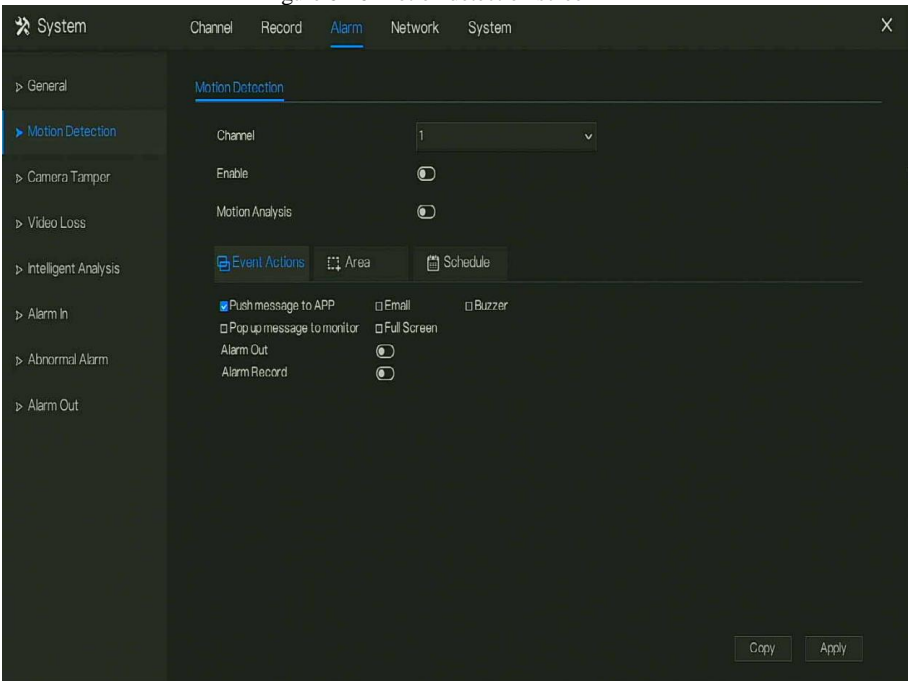 System
Channel Record Alarm Network System X
General
Motion Detection
Camera Tamper
Video Loss
Intelligent Analysis
Alarm In
Abnormal Alarm
Alarm Out
Motion Detection
Channel 1
Enable
Motion Analysis
Event Actions Area Schedule
Push message to APP Email Buzzer
Pop up message to monitor Full Screen
Alarm Out
Alarm Record
Copy Apply